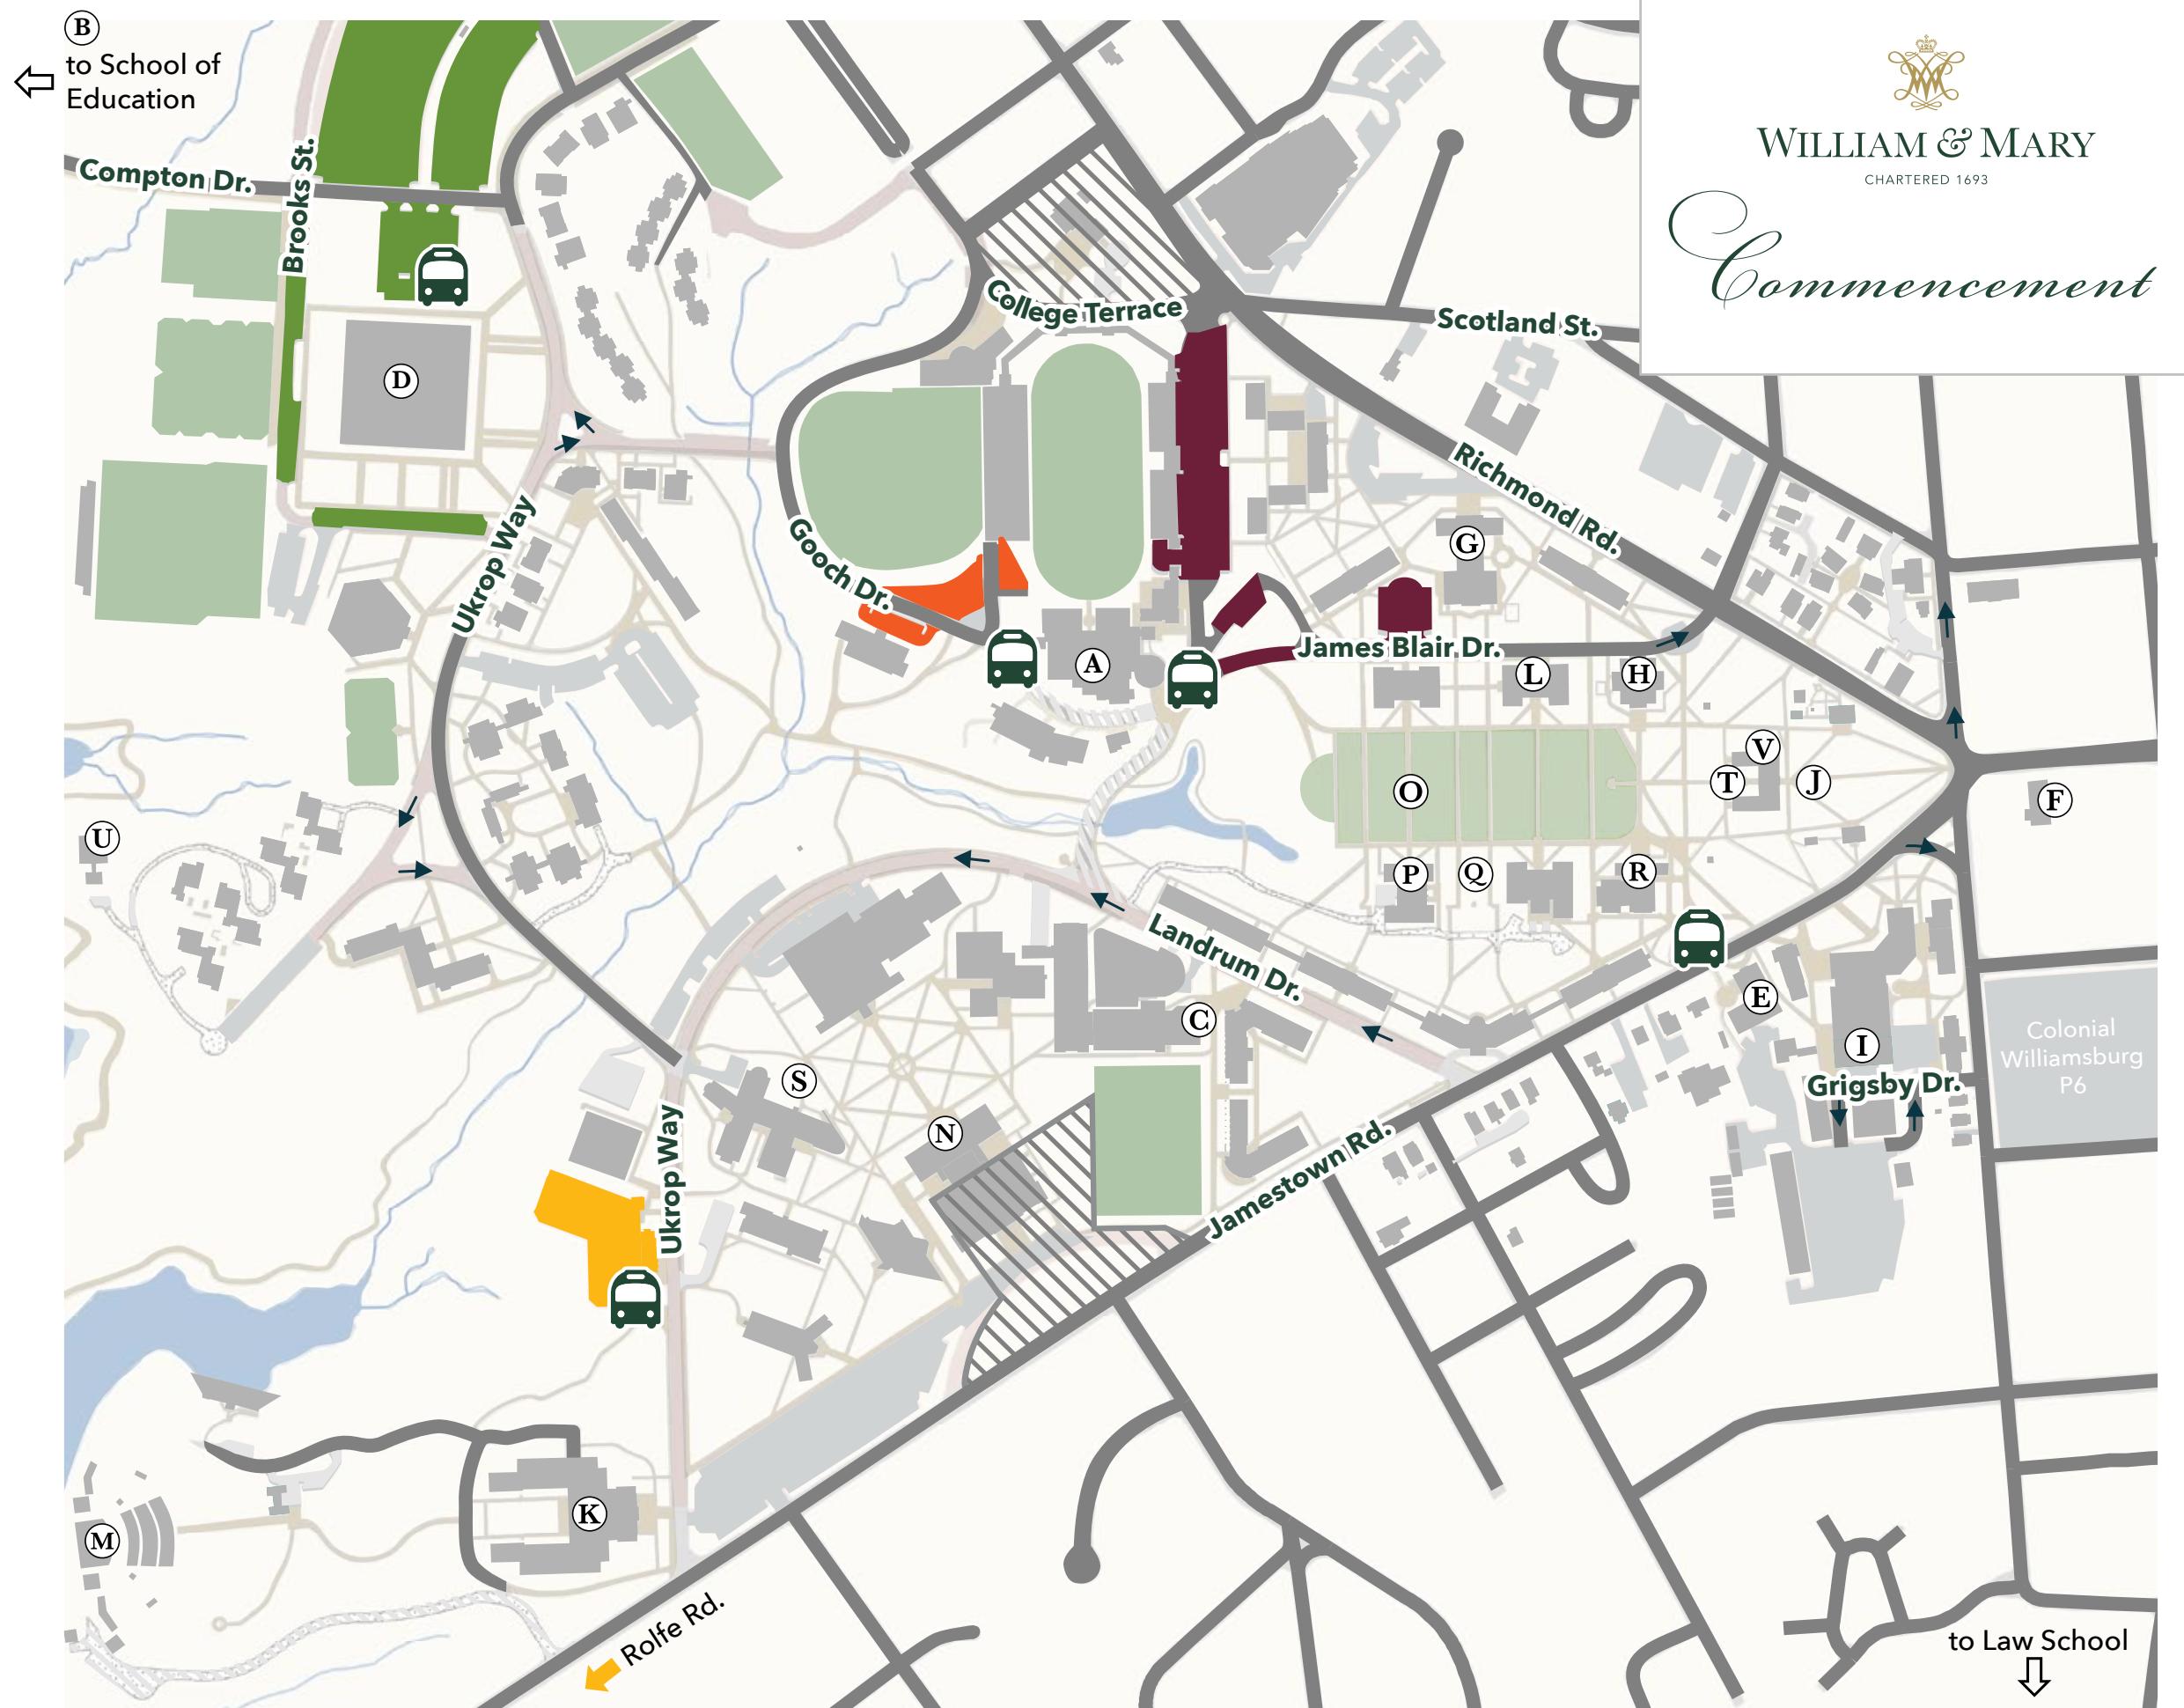 B
to School of
Education
WILLIAM & MARY
CHARTERED 1693
Commencement
Compton Dr.
Brooks St.
College Terrace
Scotland St.
D
Richmond Rd.
Ukrop Way
Gooch Dr.
G
James Blair Dr.
A
L
H
V
T
J
O
F
U
P
Q
R
Landrum Dr.
E
C
I
Colonial
Williamsburg
P6
Grigsby Dr.
S
N
Ukrop Way
Jamestown Rd.
K
M
Rolfe Rd.
to Law School